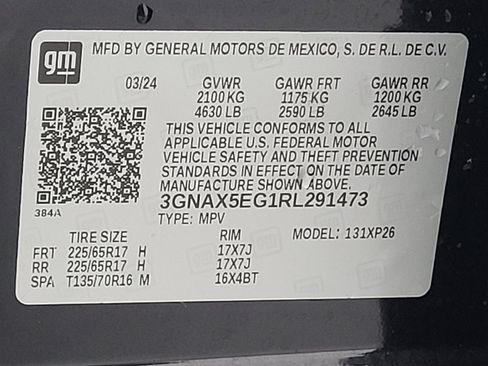 gm
MFD BY GENERAL MOTORS DE MEXICO, S. DE R.L. DE C.V.
03/24 GVWR GAWR FRT GAWR RR
2100 KG 1175 KG 1200 KG
4630 LB 2590 LB 2645 LB
THIS VEHICLE CONFORMS TO ALL
APPLICABLE U.S. FEDERAL MOTOR
VEHICLE SAFETY AND THEFT PREVENTION
STANDARDS IN EFFECT ON THE DATE OF
MANUFACTURE SHOWN ABOVE.
384A
3GNAX5EG1RL291473
TYPE: MPV
TIRE SIZE RIM MODEL: 131XP26
FRT 225/65R17 H 17X7J
RR 225/65R17 H 17X7J
SPA T135/70R16 M 16X4BT